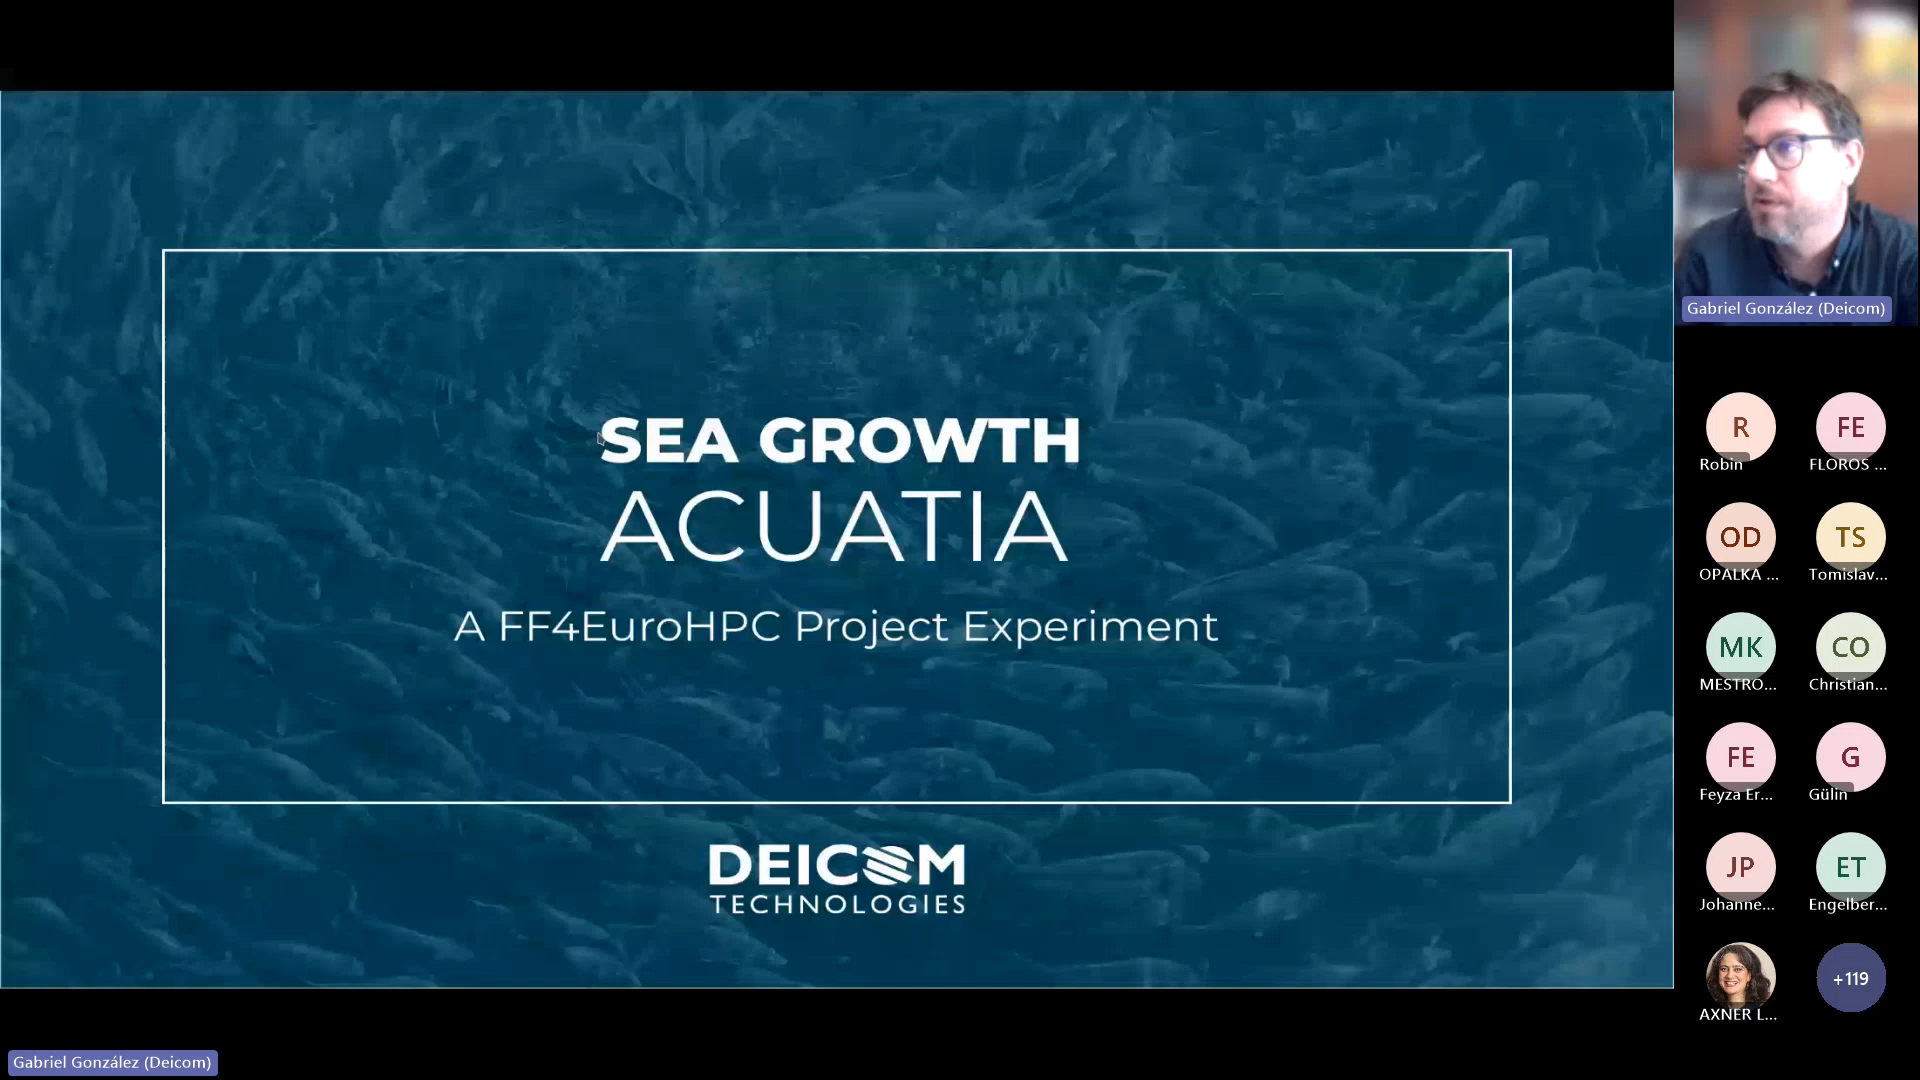 SEA GROWTH
ACUATIA
A FF4EuroHPC Project Experiment
DEICOM
TECHNOLOGIES
Gabriel González (Deicom)
Gabriel González (Deicom)
R
Robin
FE
FLOROS ...
OD
OPALKA ...
TS
Tomislav...
MK
MESTRO...
CO
Christian...
FE
Feyza Er...
G
Gülin
JP
Johanne...
ET
Engelber...
AXNER L...
+119